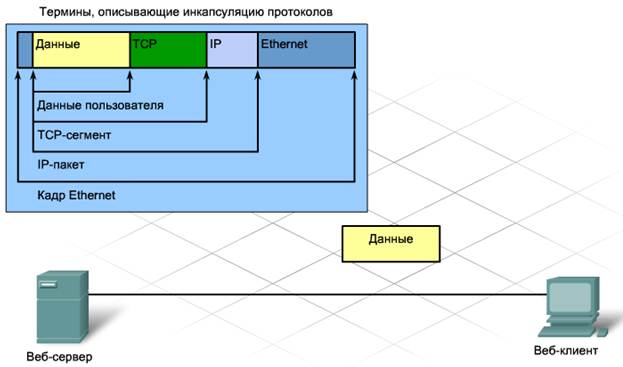 Термины, описывающие инкапсуляцию протоколов
Данные TCP IP Ethernet
Данные пользователя
TCP-сегмент
IP-пакет
Кадр Ethernet
Данные
Веб-сервер
Веб-клиент